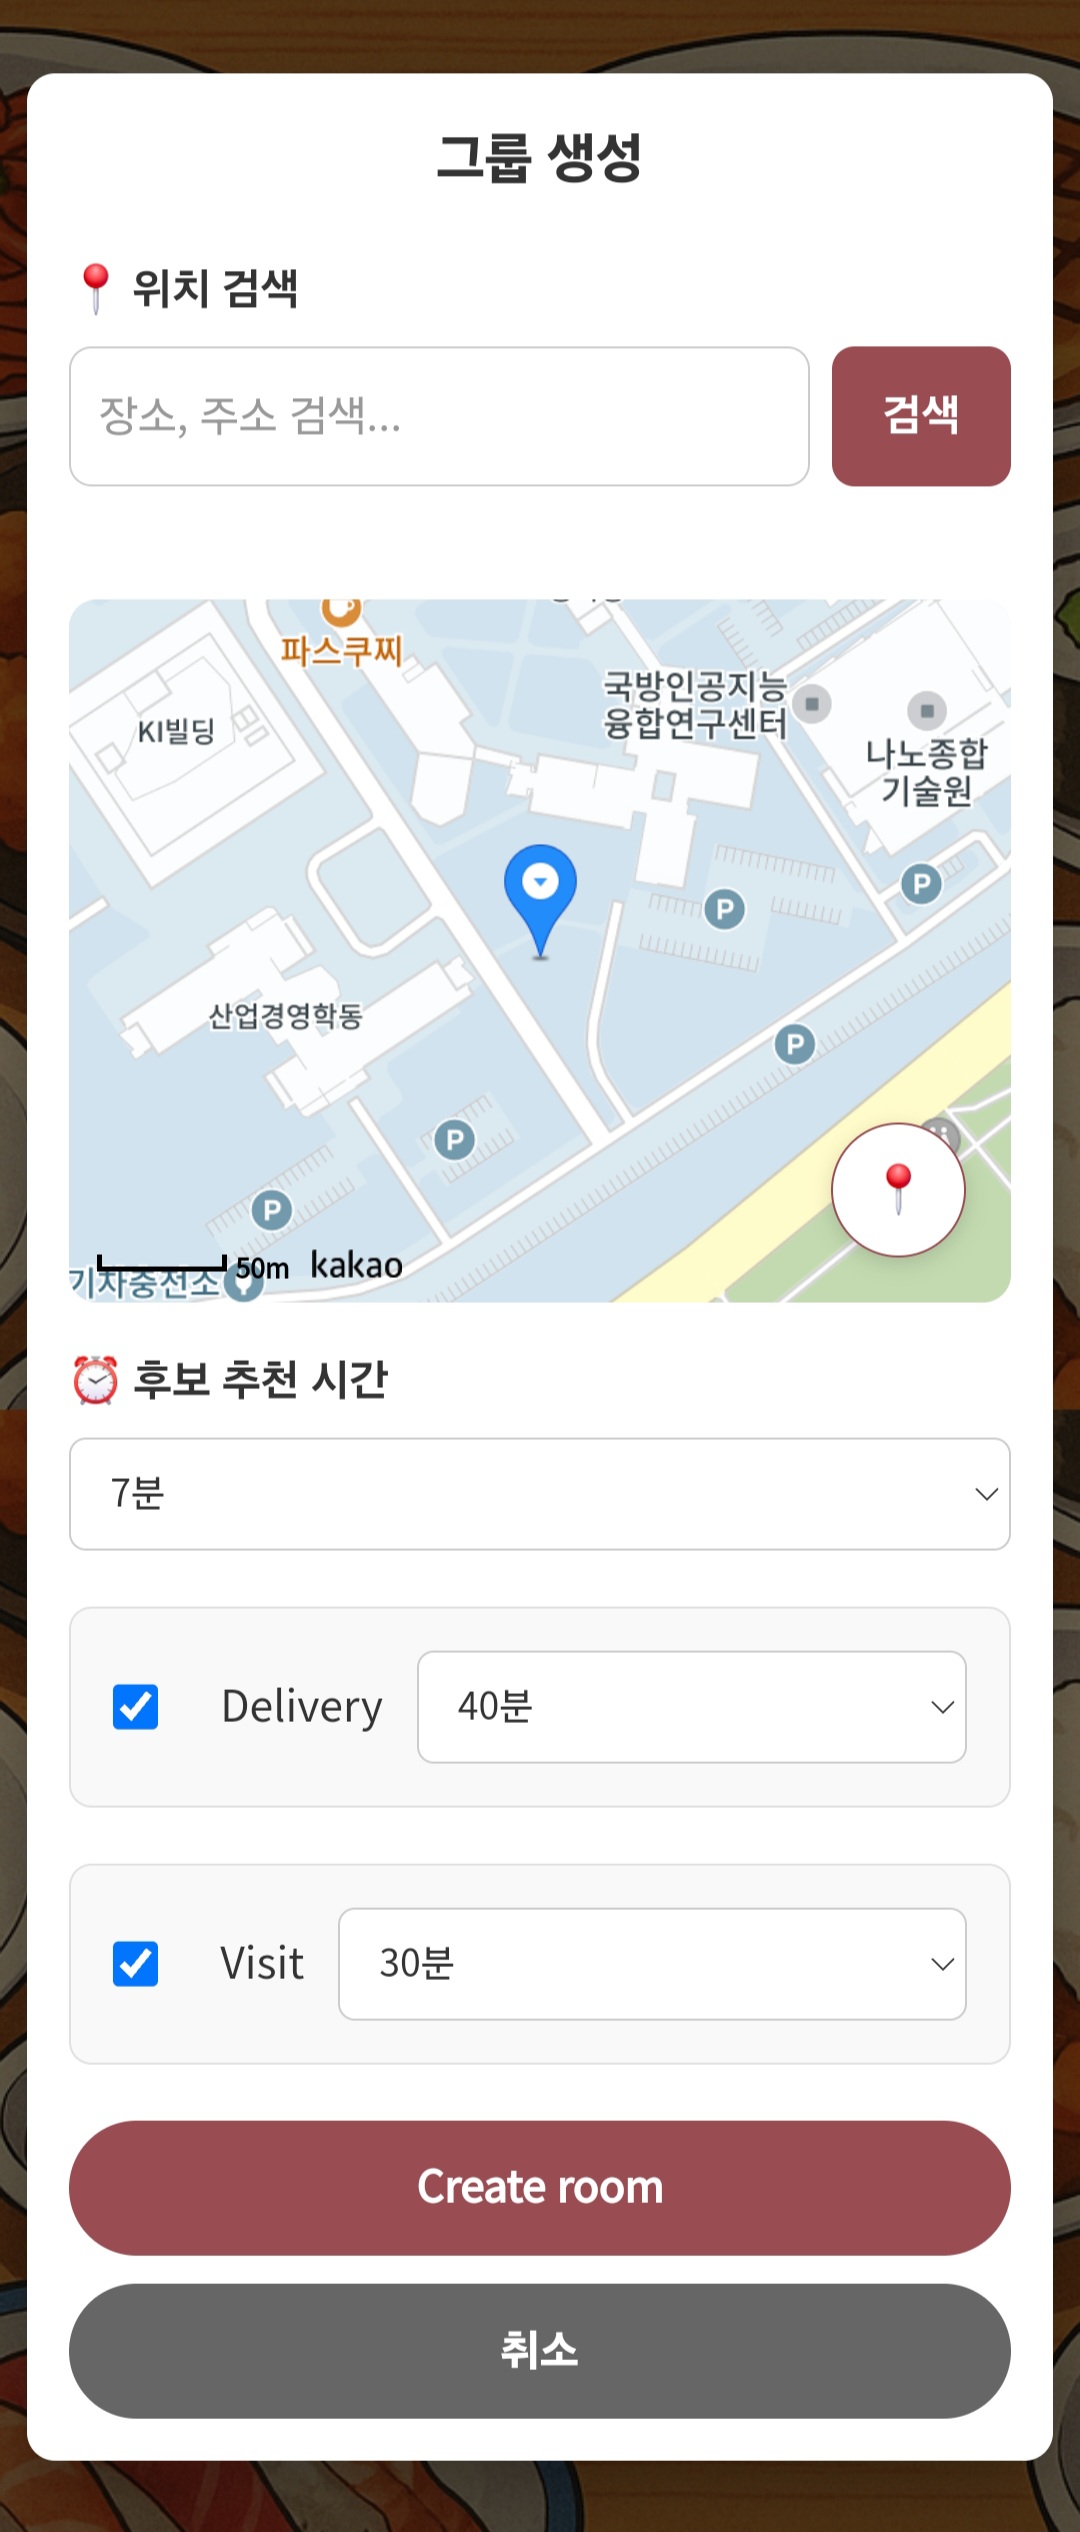 그룹 생성
위치 검색
장소, 주소 검색...
검색
파스쿠찌
국방인공지능
융합연구센터
KI빌딩
나노종합
기술원
P
P
산업경영학동
P
P
P
50m kakao
기차충전소
후보 추천 시간
7분
Delivery
40분
Visit
30분
Create room
취소